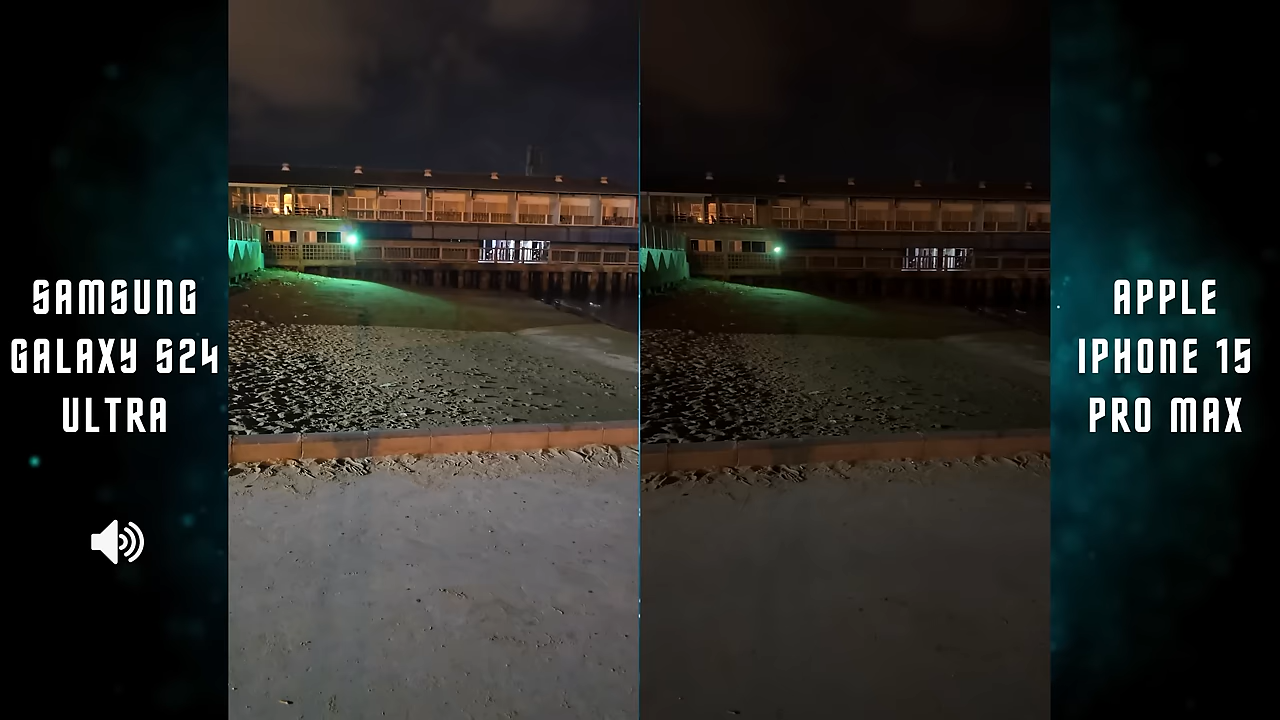 SAMSUNG
GALAXY S24
ULTRA
APPLE
IPHONE 15
PRO MAX